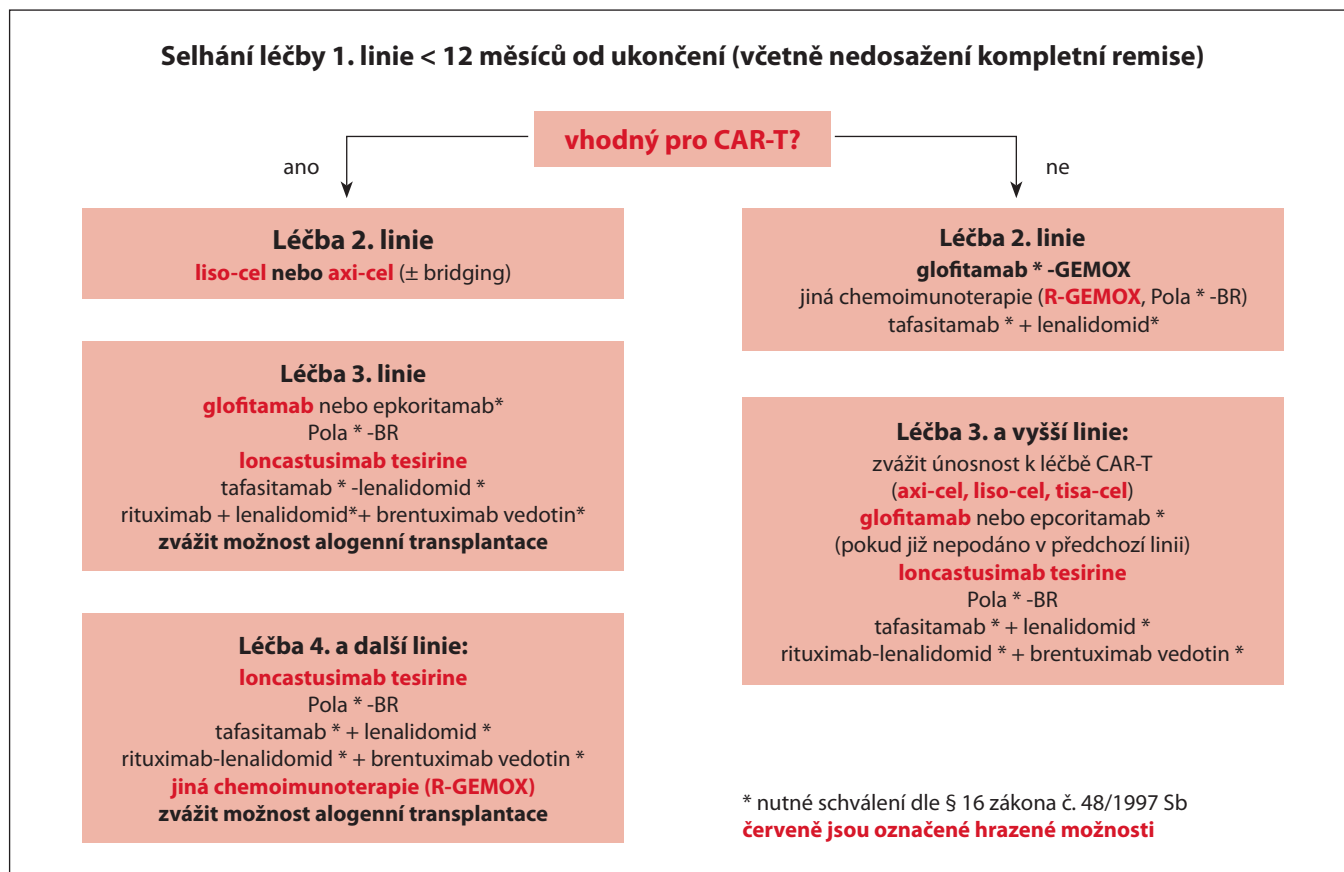 Selhání léčby 1. linie < 12 měsíců od ukončení (včetně nedosažení kompletní remise)
vhodný pro CAR-T?
ano
ne
Léčba 2. linie
liso-cel nebo axi-cel (± bridging)
Léčba 3. linie
glofitamab nebo epkoritamab*
Pola * -BR
loncastusimab tesirine
tafasitamab * -lenalidomid *
rituximab + lenalidomid*+ brentuximab vedotin*
zvážit možnost alogenní transplantace
Léčba 4. a další linie:
loncastusimab tesirine
Pola * -BR
tafasitamab * + lenalidomid *
rituximab-lenalidomid * + brentuximab vedotin *
jiná chemoimunoterapie (R-GEMOX)
zvážit možnost alogenní transplantace
Léčba 2. linie
glofitamab * -GEMOX
jiná chemoimunoterapie (R-GEMOX, Pola * -BR)
tafasitamab * + lenalidomid*
Léčba 3. a vyšší linie:
zvážit únosnost k léčbě CAR-T
(axi-cel, liso-cel, tisa-cel)
glofitamab nebo epcoritamab *
(pokud již nepodáno v předchozí linii)
loncastusimab tesirine
Pola * -BR
tafasitamab * + lenalidomid *
rituximab-lenalidomid * + brentuximab vedotin *
* nutné schválení dle § 16 zákona č. 48/1997 Sb
červeně jsou označené hrazené možnosti